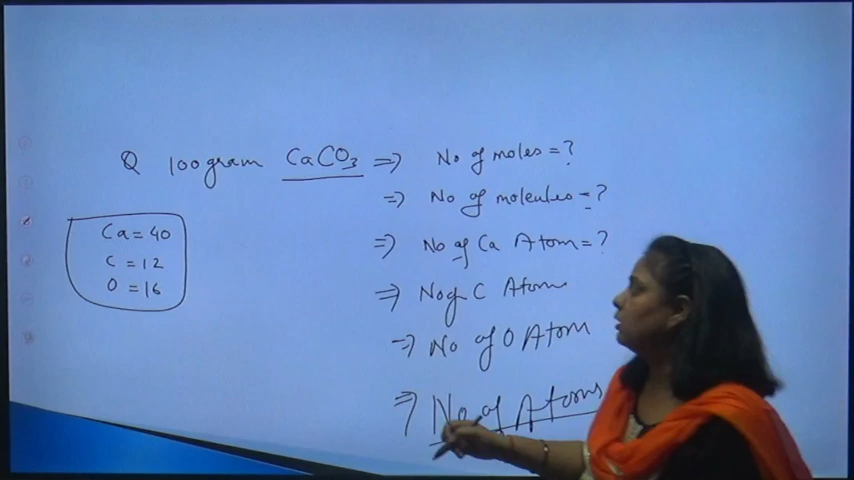 Q 100 gram CaCO3 => No of moles = ?
=> No of molecules = ?
=> No of Ca Atom = ?
=> No of C Atom
=> No of O Atom
=> No of Atoms
Ca = 40
C = 12
O = 16